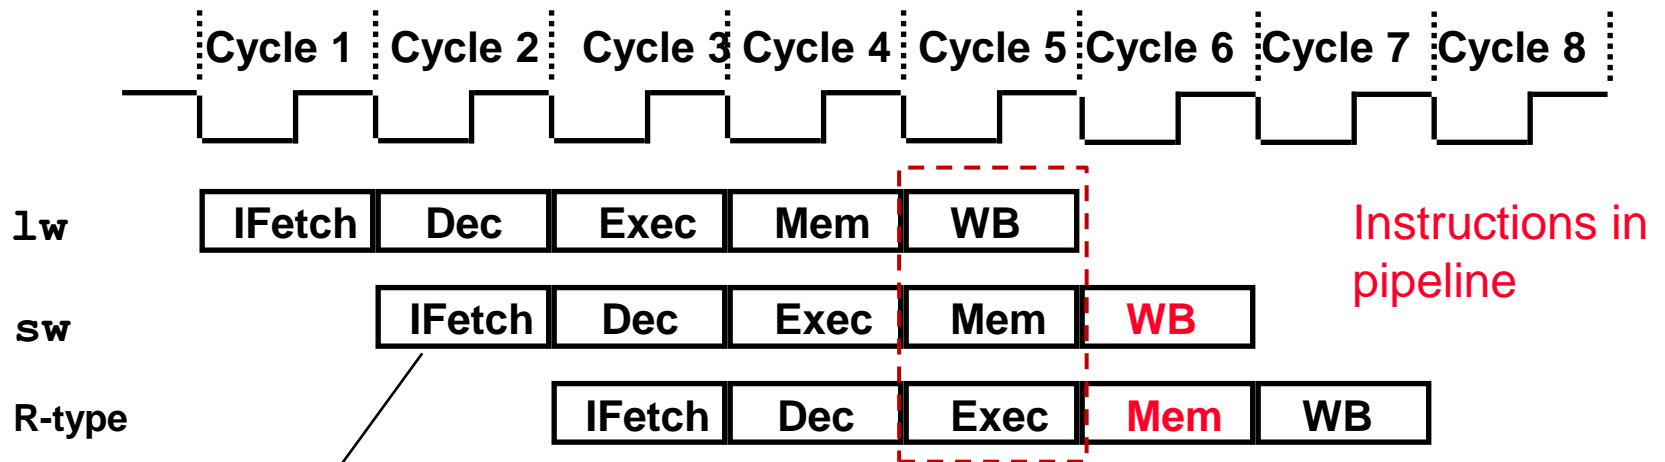 Cycle 1 Cycle 2 Cycle 3 Cycle 4 Cycle 5 Cycle 6 Cycle 7 Cycle 8
lw IFetch Dec Exec Mem WB
Instructions in
pipeline
sw IFetch Dec Exec Mem WB
R-type IFetch Dec Exec Mem WB